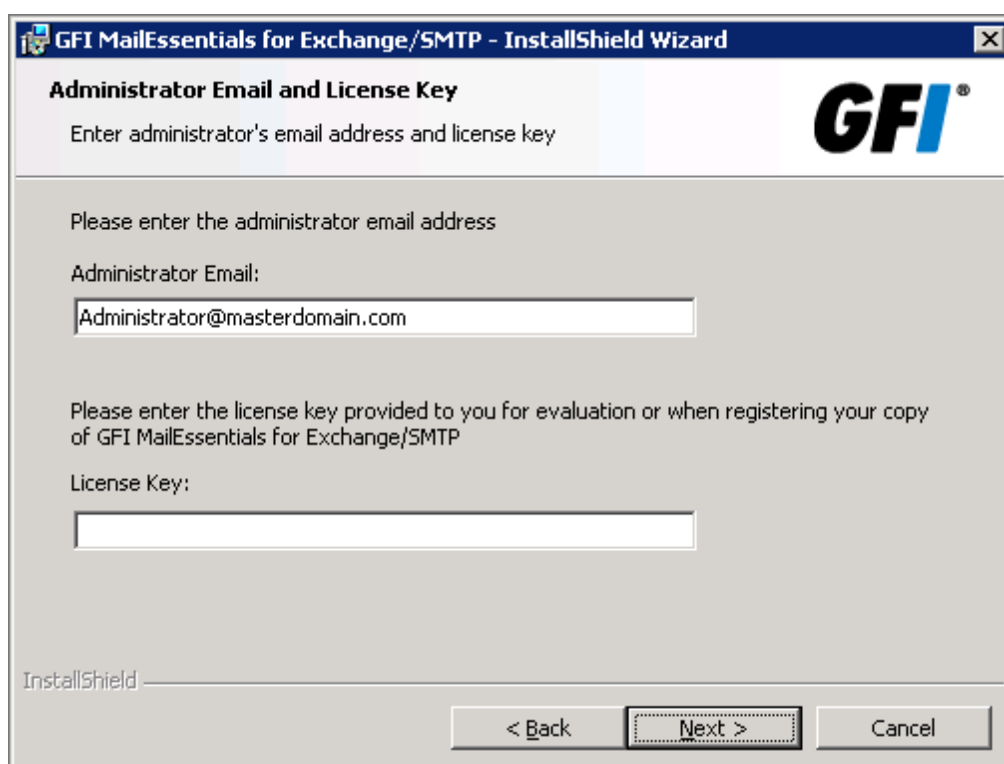 GFI MailEssentials for Exchange/SMTP - InstallShield Wizard
Administrator Email and License Key
Enter administrator's email address and license key
GFI®
Please enter the administrator email address
Administrator Email:
Administrator@masterdomain.com
Please enter the license key provided to you for evaluation or when registering your copy
of GFI MailEssentials for Exchange/SMTP
License Key:
InstallShield
< Back
Next >
Cancel